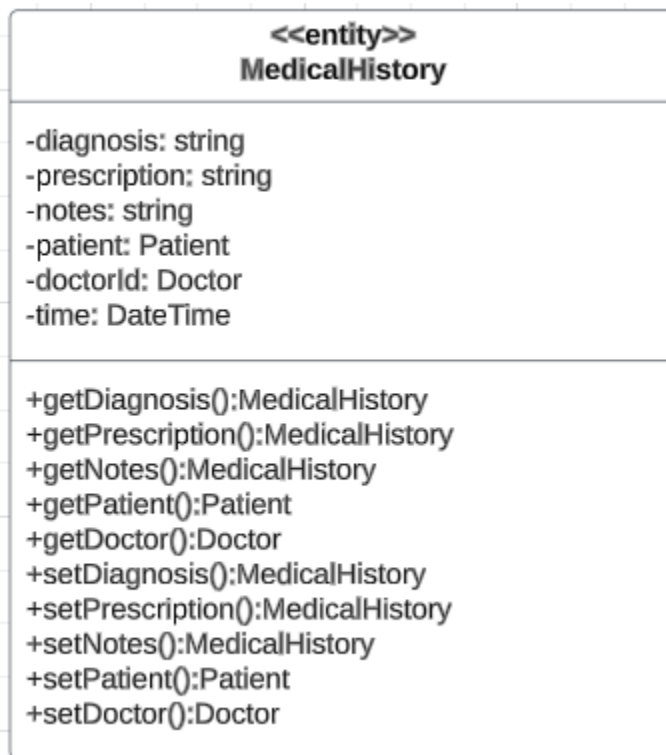 <<entity>>
MedicalHistory
-diagnosis: string
-prescription: string
-notes: string
-patient: Patient
-doctorId: Doctor
-time: DateTime
+getDiagnosis():MedicalHistory
+getPrescription():MedicalHistory
+getNotes():MedicalHistory
+getPatient():Patient
+getDoctor():Doctor
+setDiagnosis():MedicalHistory
+setPrescription():MedicalHistory
+setNotes():MedicalHistory
+setPatient():Patient
+setDoctor():Doctor